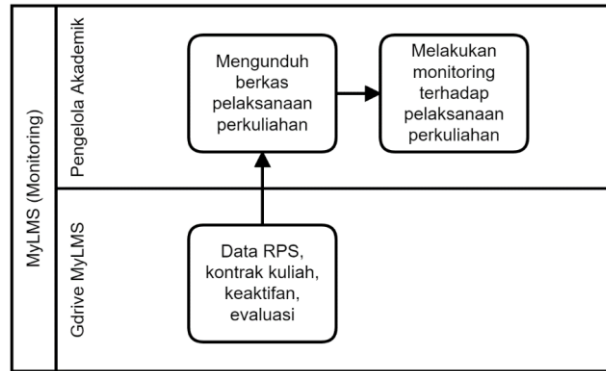 MyLMS (Monitoring)
Pengelola Akademik
Mengunduh
berkas
pelaksanaan
perkuliahan
Melakukan
monitoring
terhadap
pelaksanaan
perkuliahan
Gdrive MyLMS
Data RPS,
kontrak kuliah,
keaktifan,
evaluasi